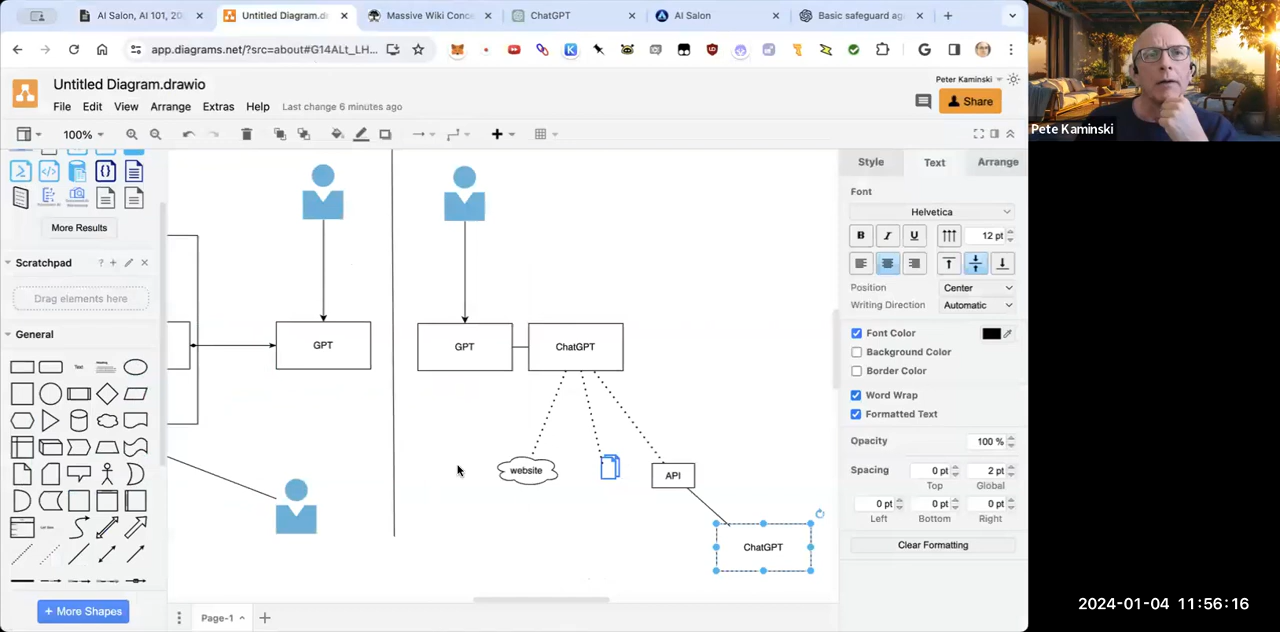 AI Salon, AI 101, 20
Untitled Diagram.dr
Massive Wiki Conc
ChatGPT
AI Salon
Basic safeguard ag
app.diagrams.net/?src=about#G14ALt_LH...
Untitled Diagram.drawio
Peter Kaminski
File Edit View Arrange Extras Help Last change 6 minutes ago
Share
100%
Style Text Arrange
Font
Helvetica
B I U 12 pt
Position Center
Writing Direction Automatic
Font Color
Background Color
Border Color
Word Wrap
Formatted Text
Opacity 100 %
Spacing 0 pt 2 pt
Top Global
0 pt 0 pt 0 pt
Left Bottom Right
Clear Formatting
More Results
Scratchpad
Drag elements here
General
Text
+ More Shapes
GPT
GPT
ChatGPT
website
API
ChatGPT
Page-1
Pete Kaminski
2024-01-04 11:56:16